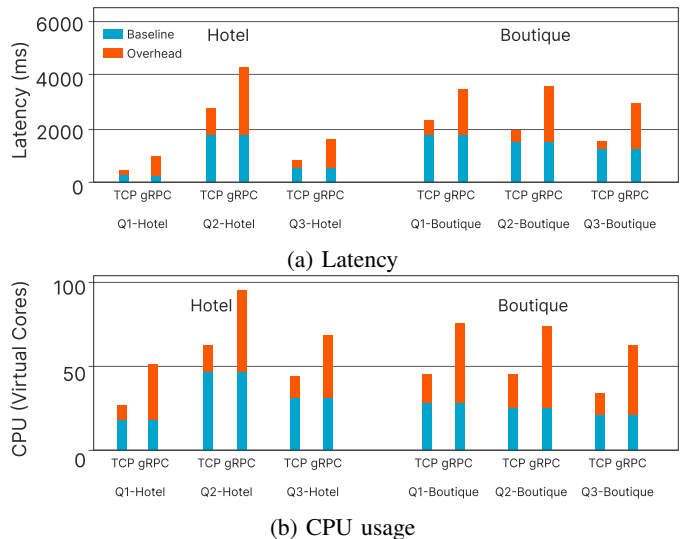 6000
Hotel
Boutique
Baseline
Overhead
4000
Latency (ms)
2000
0
TCP gRPC TCP gRPC TCP gRPC TCP gRPC TCP gRPC TCP gRPC
Q1-Hotel Q2-Hotel Q3-Hotel Q1-Boutique Q2-Boutique Q3-Boutique
(a) Latency
100
Hotel
Boutique
CPU (Virtual Cores)
50
0
TCP gRPC TCP gRPC TCP gRPC TCP gRPC TCP gRPC TCP gRPC
Q1-Hotel Q2-Hotel Q3-Hotel Q1-Boutique Q2-Boutique Q3-Boutique
(b) CPU usage